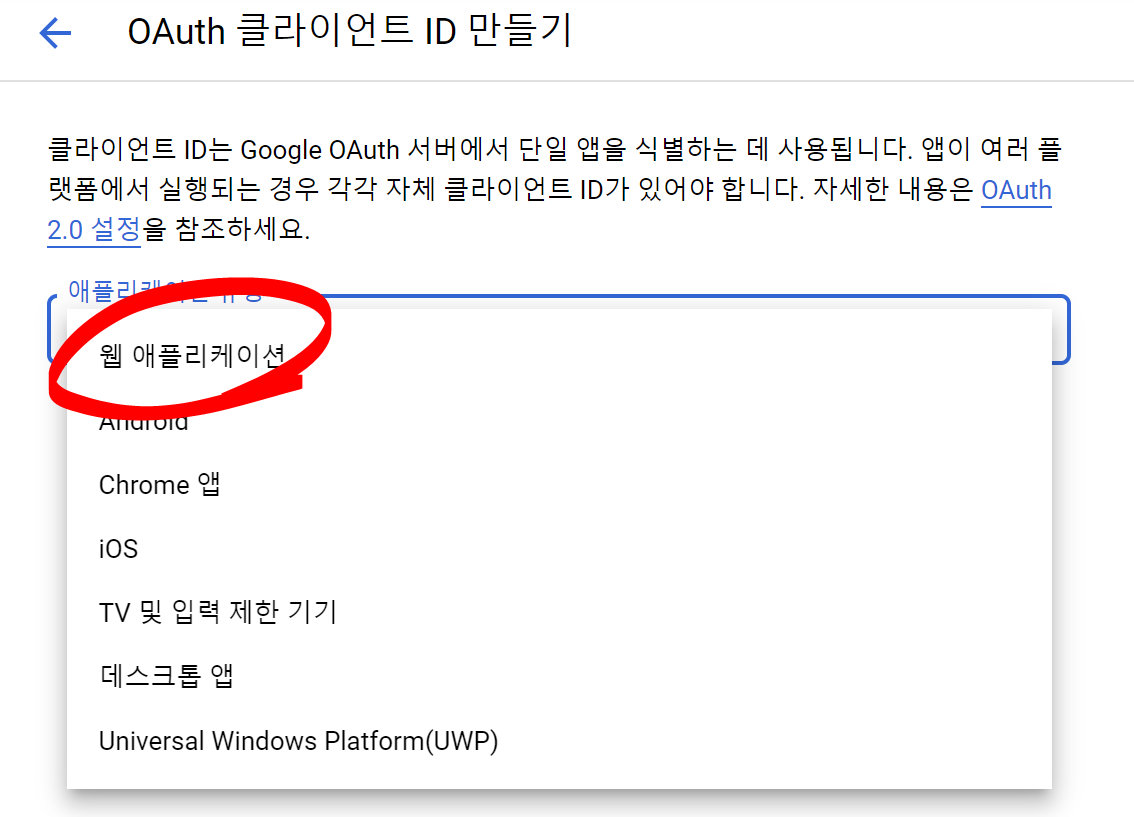 OAuth 클라이언트 ID 만들기
클라이언트 ID는 Google OAuth 서버에서 단일 앱을 식별하는 데 사용됩니다. 앱이 여러 플
랫폼에서 실행되는 경우 각각 자체 클라이언트 ID가 있어야 합니다. 자세한 내용은 OAuth
2.0 설정을 참조하세요.
애플리케이션 유형
웹 애플리케이션
Android
Chrome 앱
iOS
TV 및 입력 제한 기기
데스크톱 앱
Universal Windows Platform(UWP)